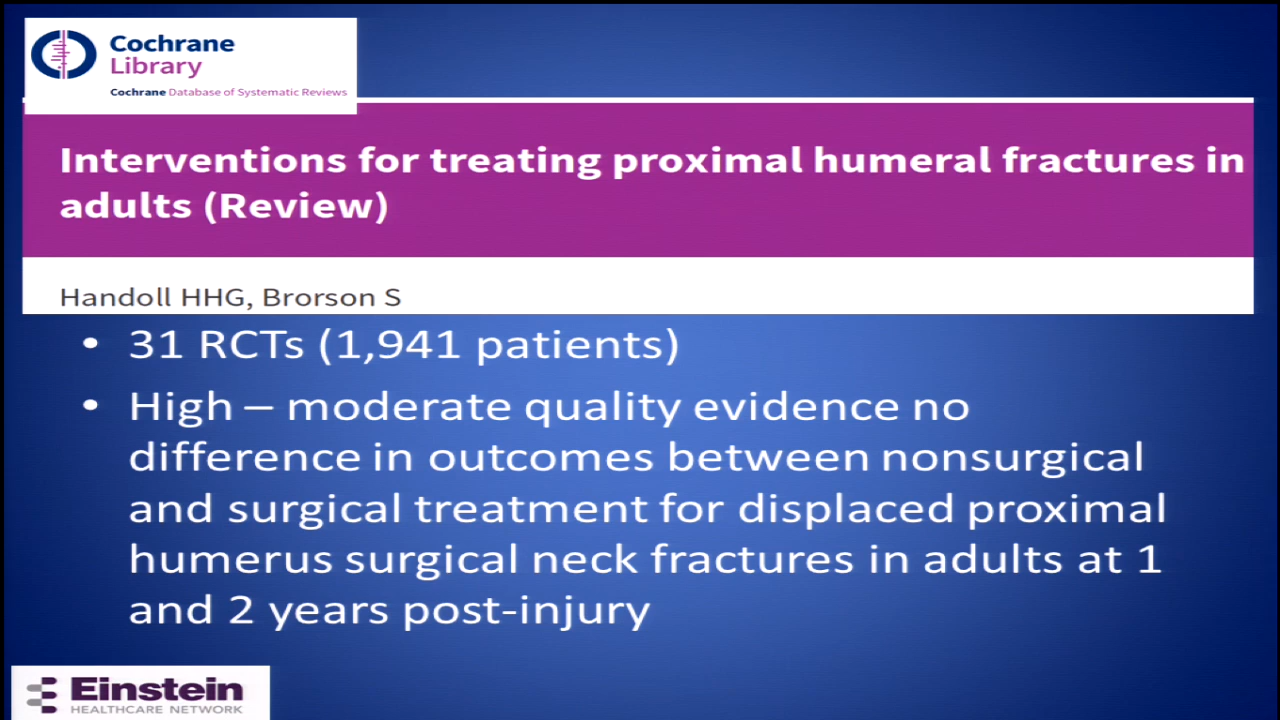 Cochrane
Library
Cochrane Database of Systematic Reviews
Interventions for treating proximal humeral fractures in
adults (Review)
Handoll HHG, Brorson S
• 31 RCTs (1,941 patients)
• High – moderate quality evidence no
difference in outcomes between nonsurgical
and surgical treatment for displaced proximal
humerus surgical neck fractures in adults at 1
and 2 years post-injury
Einstein
HEALTHCARE NETWORK